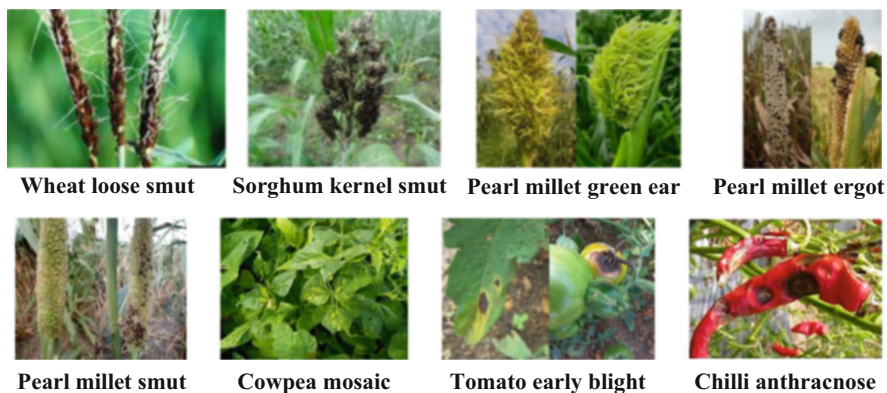 Wheat loose smut
Sorghum kernel smut
Pearl millet green ear
Pearl millet ergot
Pearl millet smut
Cowpea mosaic
Tomato early blight
Chilli anthracnose